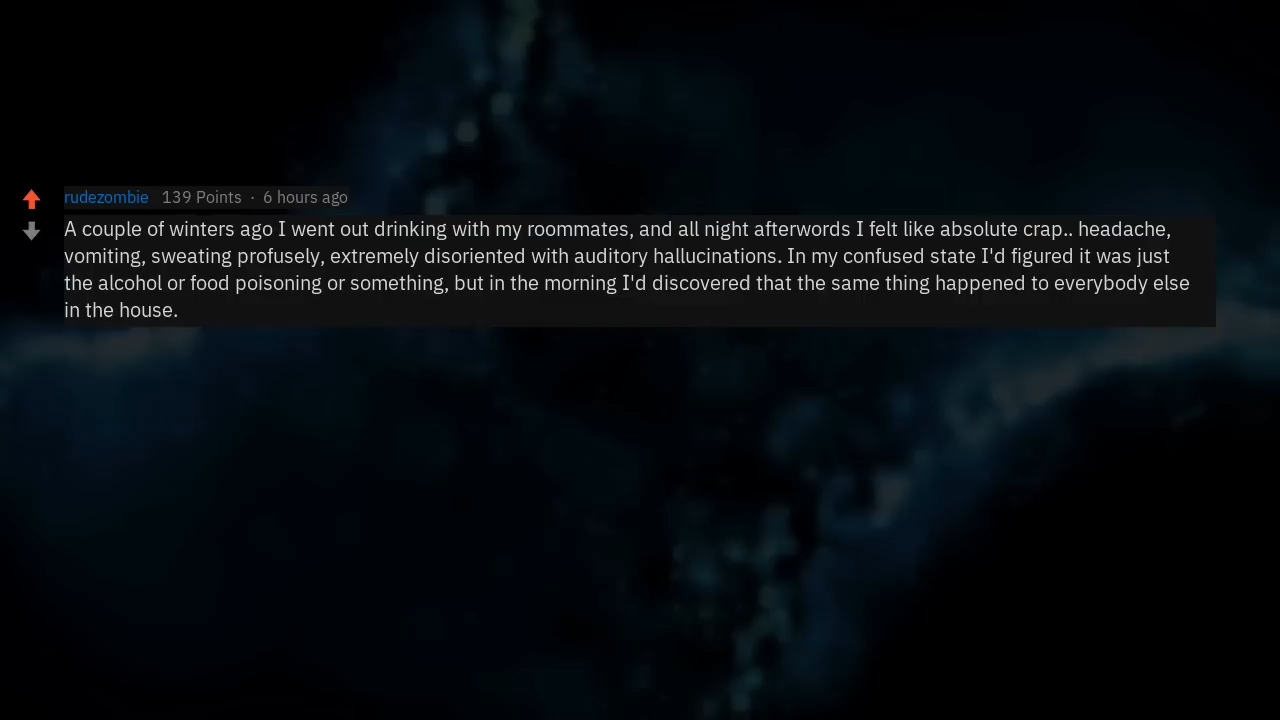 rudezombie 139 Points · 6 hours ago
A couple of winters ago I went out drinking with my roommates, and all night afterwords I felt like absolute crap.. headache,
vomiting, sweating profusely, extremely disoriented with auditory hallucinations. In my confused state I'd figured it was just
the alcohol or food poisoning or something, but in the morning I'd discovered that the same thing happened to everybody else
in the house.